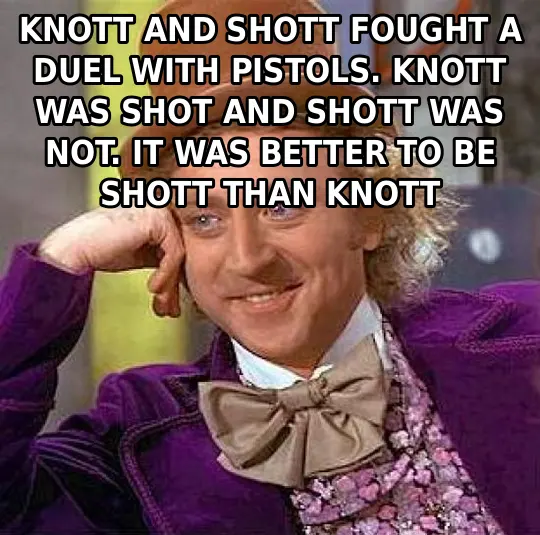 KNOTT AND SHOTT FOUGHT A
DUEL WITH PISTOLS. KNOTT
WAS SHOT AND SHOTT WAS
NOT. IT WAS BETTER TO BE
SHOTT THAN KNOTT